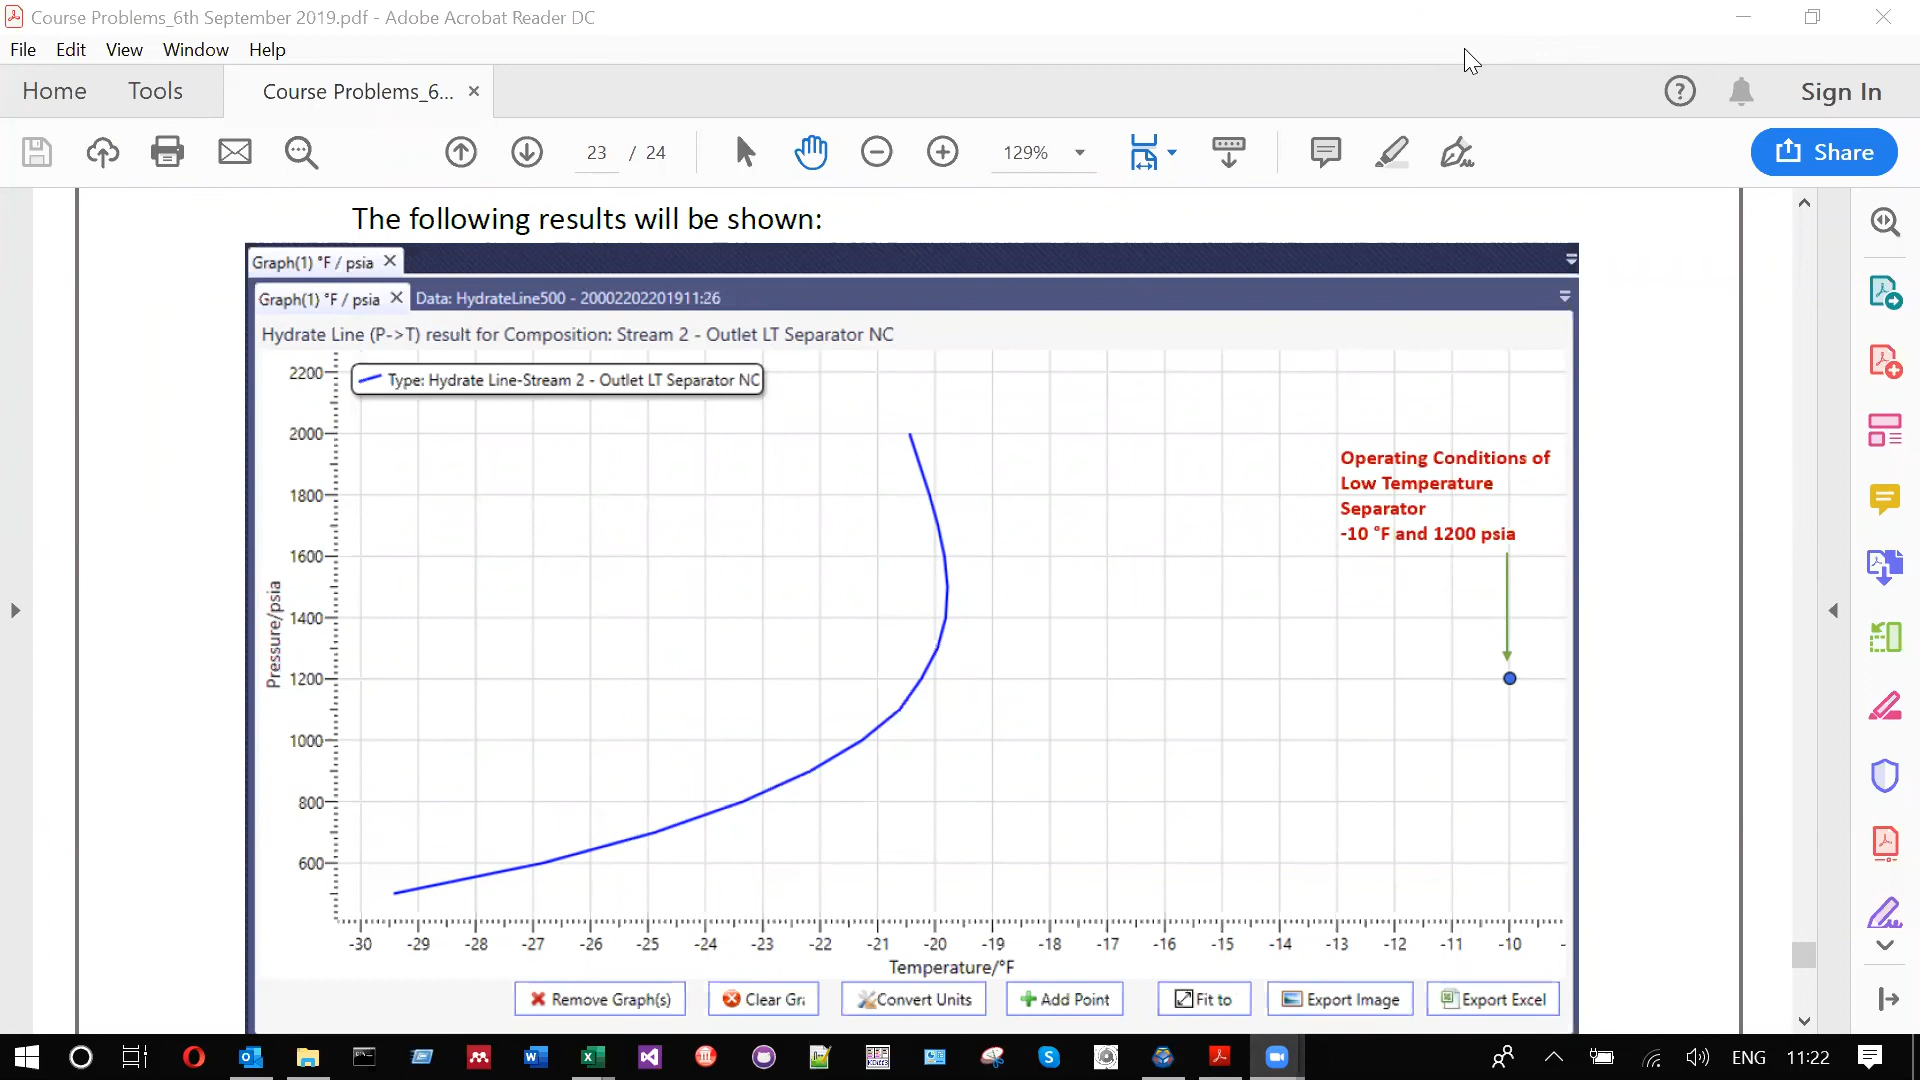 Course Problems_6th September 2019.pdf - Adobe Acrobat Reader DC
File Edit View Window Help
Home Tools Course Problems_6... × Sign In
23 / 24 129% Share
The following results will be shown:
Graph(1) °F / psia
Graph(1) °F / psia Data: HydrateLine500 - 20002202201911:26
Hydrate Line (P->T) result for Composition: Stream 2 - Outlet LT Separator NC
Type: Hydrate Line-Stream 2 - Outlet LT Separator NC
2200
2000
1800
1600
1400
1200
1000
800
600
Pressure/psia
Operating Conditions of
Low Temperature
Separator
-10 °F and 1200 psia
-30 -29 -28 -27 -26 -25 -24 -23 -22 -21 -20 -19 -18 -17 -16 -15 -14 -13 -12 -11 -10 -
Temperature/°F
Remove Graph(s) Clear Gra Convert Units Add Point Fit to Export Image Export Excel
ENG 11:22